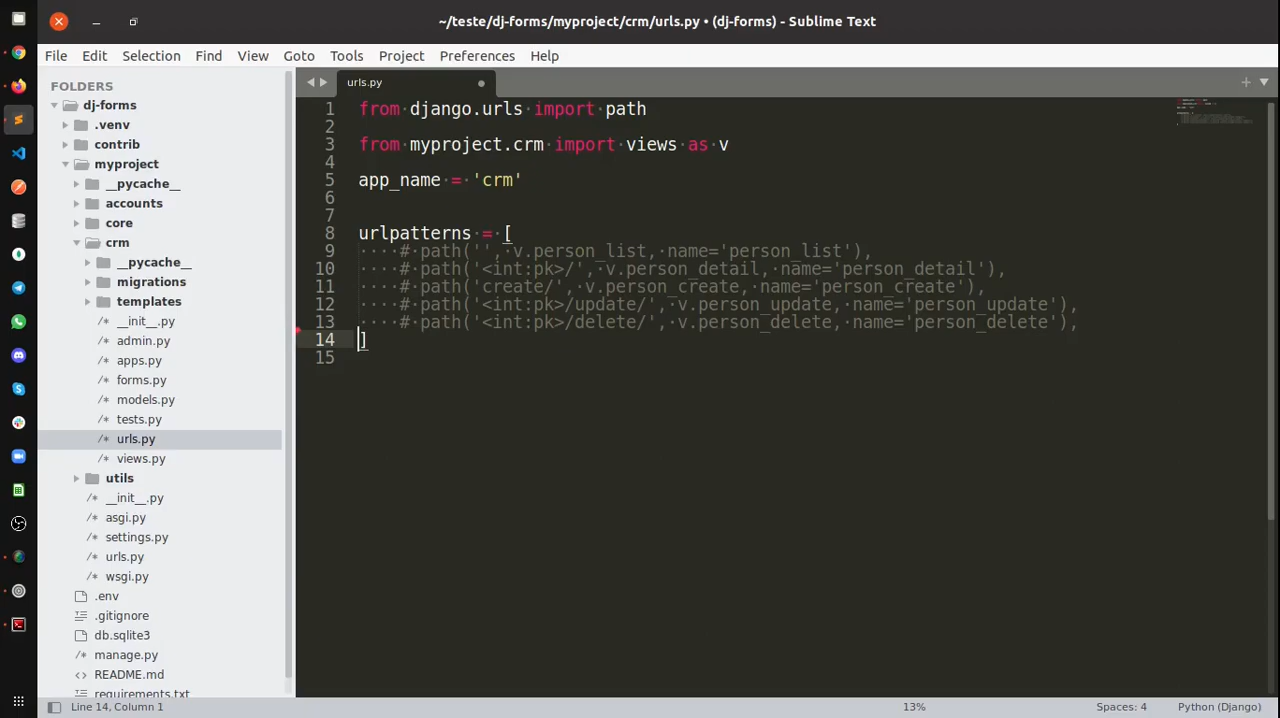 ~/teste/dj-forms/myproject/crm/urls.py • (dj-forms) - Sublime Text
File Edit Selection Find View Goto Tools Project Preferences Help
FOLDERS
dj-forms
.venv
contrib
myproject
__pycache__
accounts
core
crm
__pycache__
migrations
templates
/* __init__.py
/* admin.py
/* apps.py
/* forms.py
/* models.py
/* tests.py
/* urls.py
/* views.py
utils
/* __init__.py
/* asgi.py
/* settings.py
/* urls.py
/* wsgi.py
.env
.gitignore
db.sqlite3
/* manage.py
<> README.md
requirements.txt
urls.py
1 from django.urls import path
2
3 from myproject.crm import views as v
4
5 app_name = 'crm'
6
7
8 urlpatterns = [
9 ····# path('', v.person_list, name='person_list'),
10 ····# path('<int:pk>/', v.person_detail, name='person_detail'),
11 ····# path('create/', v.person_create, name='person_create'),
12 ····# path('<int:pk>/update/', v.person_update, name='person_update'),
13 ····# path('<int:pk>/delete/', v.person_delete, name='person_delete'),
14 ]
15
Line 14, Column 1 13% Spaces: 4 Python (Django)